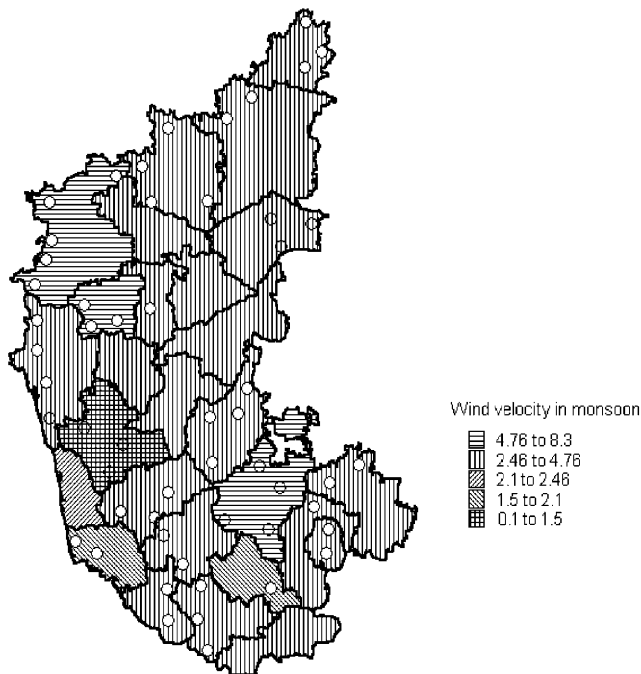 Wind velocity in monsoon
4.76 to 8.3
2.46 to 4.76
2.1 to 2.46
1.5 to 2.1
0.1 to 1.5